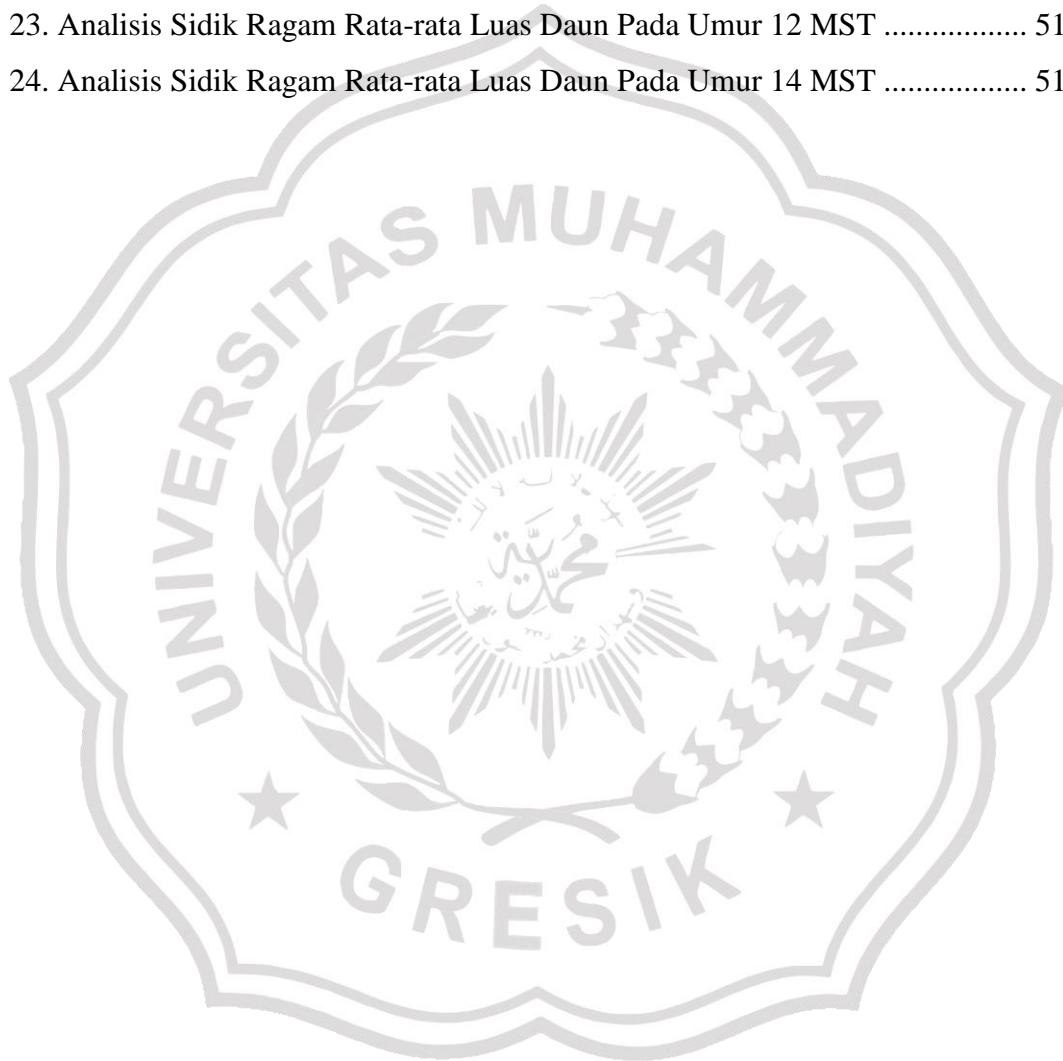 23. Analisis Sidik Ragam Rata-rata Luas Daun Pada Umur 12 MST .................. 51
24. Analisis Sidik Ragam Rata-rata Luas Daun Pada Umur 14 MST .................. 51
UNIVERSITAS MUHAMMADIYAH
GRESIK